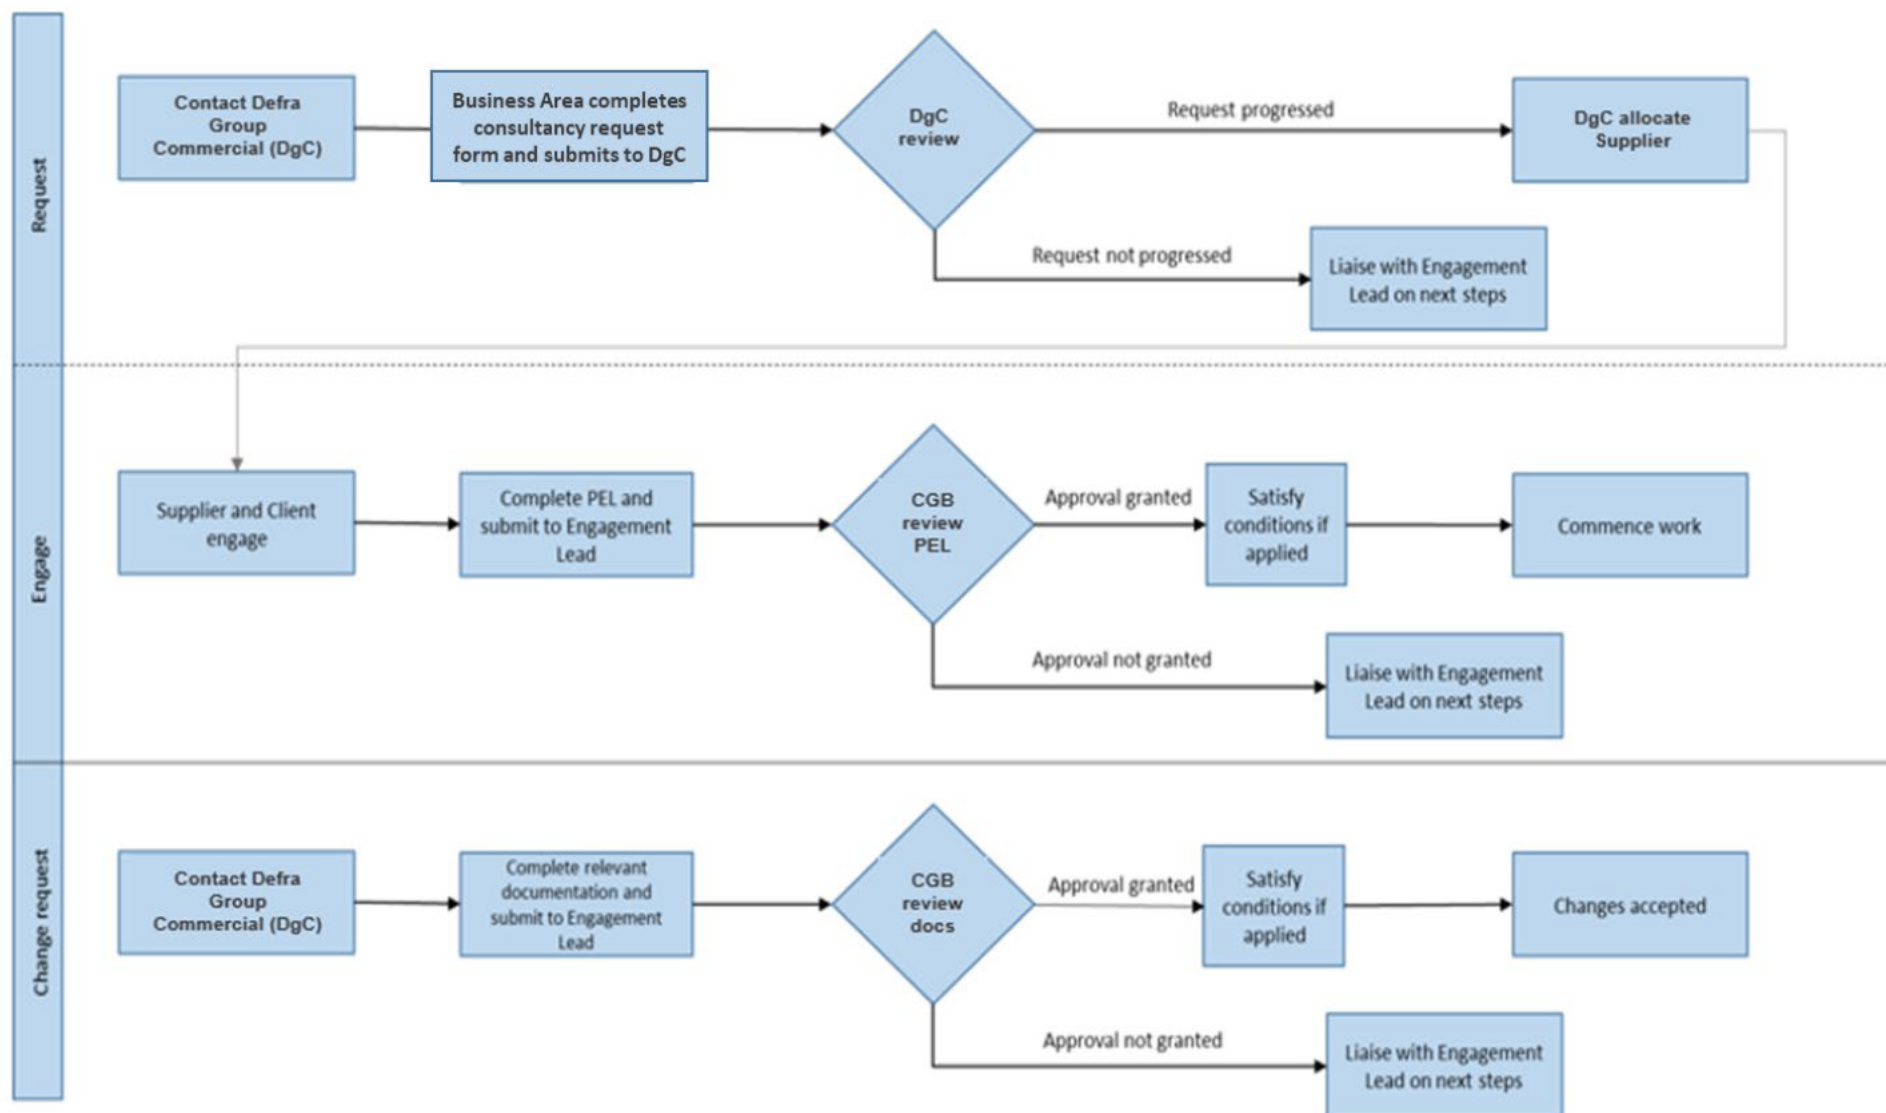 Request
Contact Defra
Group
Commercial (DgC)
Business Area completes
consultancy request
form and submits to DgC
DgC
review
Request progressed
DgC allocate
Supplier
Request not progressed
Liaise with Engagement
Lead on next steps
Engage
Supplier and Client
engage
Complete PEL and
submit to Engagement
Lead
CGB
review
PEL
Approval granted
Satisfy
conditions if
applied
Commence work
Approval not granted
Liaise with Engagement
Lead on next steps
Change request
Contact Defra
Group
Commercial (DgC)
Complete relevant
documentation and
submit to Engagement
Lead
CGB
review
docs
Approval granted
Satisfy
conditions if
applied
Changes accepted
Approval not granted
Liaise with Engagement
Lead on next steps